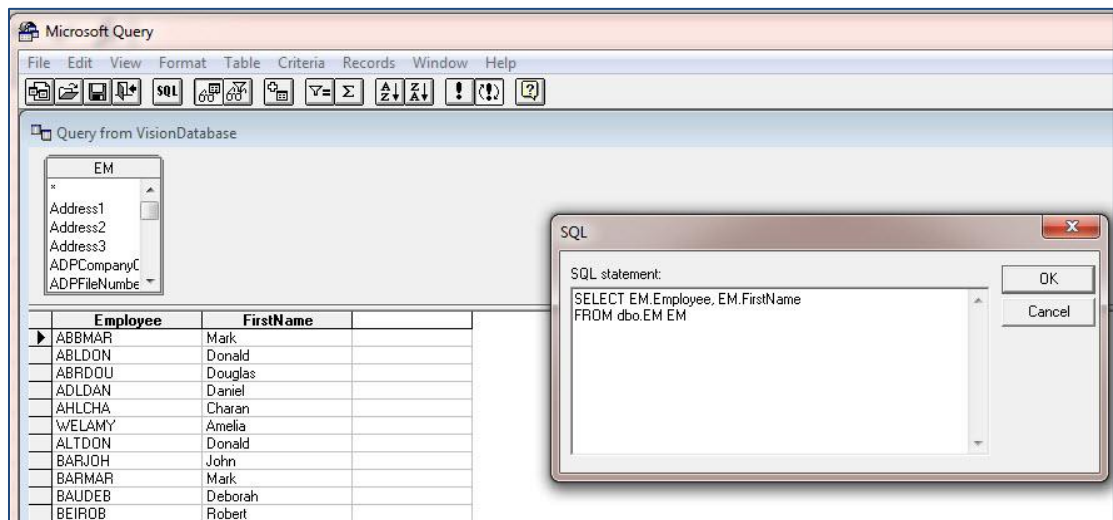 Microsoft Query
File Edit View Format Table Criteria Records Window Help
SQL
Query from VisionDatabase
EM
*
Address1
Address2
Address3
ADPCompanyC
ADPFileNumbe
Employee FirstName
ABBMAR Mark
ABLDON Donald
ABRDOU Douglas
ADLDAN Daniel
AHLCHA Charan
WELAMY Amelia
ALTDON Donald
BARJOH John
BARMAR Mark
BAUDEB Deborah
BEIROB Robert
SQL
SQL statement:
SELECT EM.Employee, EM.FirstName
FROM dbo.EM EM
OK
Cancel